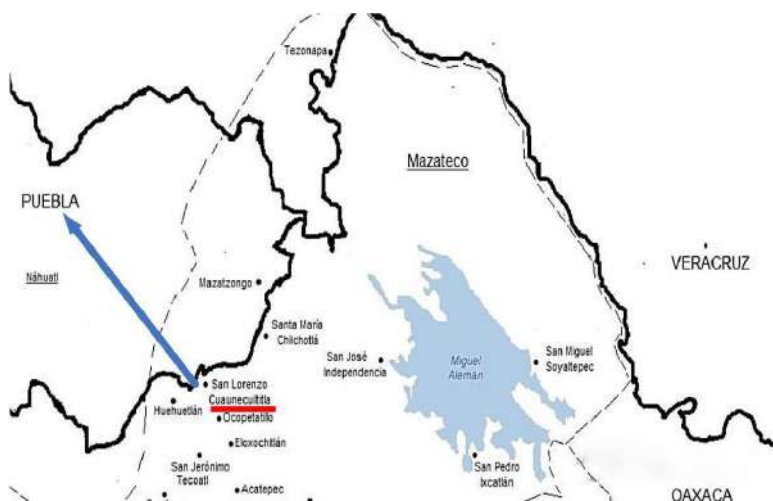 Tezonapa
Mazateco
PUEBLA
VERACRUZ
Náhuatl
Mazatzongo
Santa María
Chilchotlá
San José
Independencia
Miguel
Alemán
San Miguel
Soyaltepec
San Lorenzo
Cuaunecuiltitla
Huehuetlán
Ocopetatillo
Eloxochitlán
San Jerónimo
Tecoatl
San Pedro
Ixcatlán
Acatepec
OAXACA